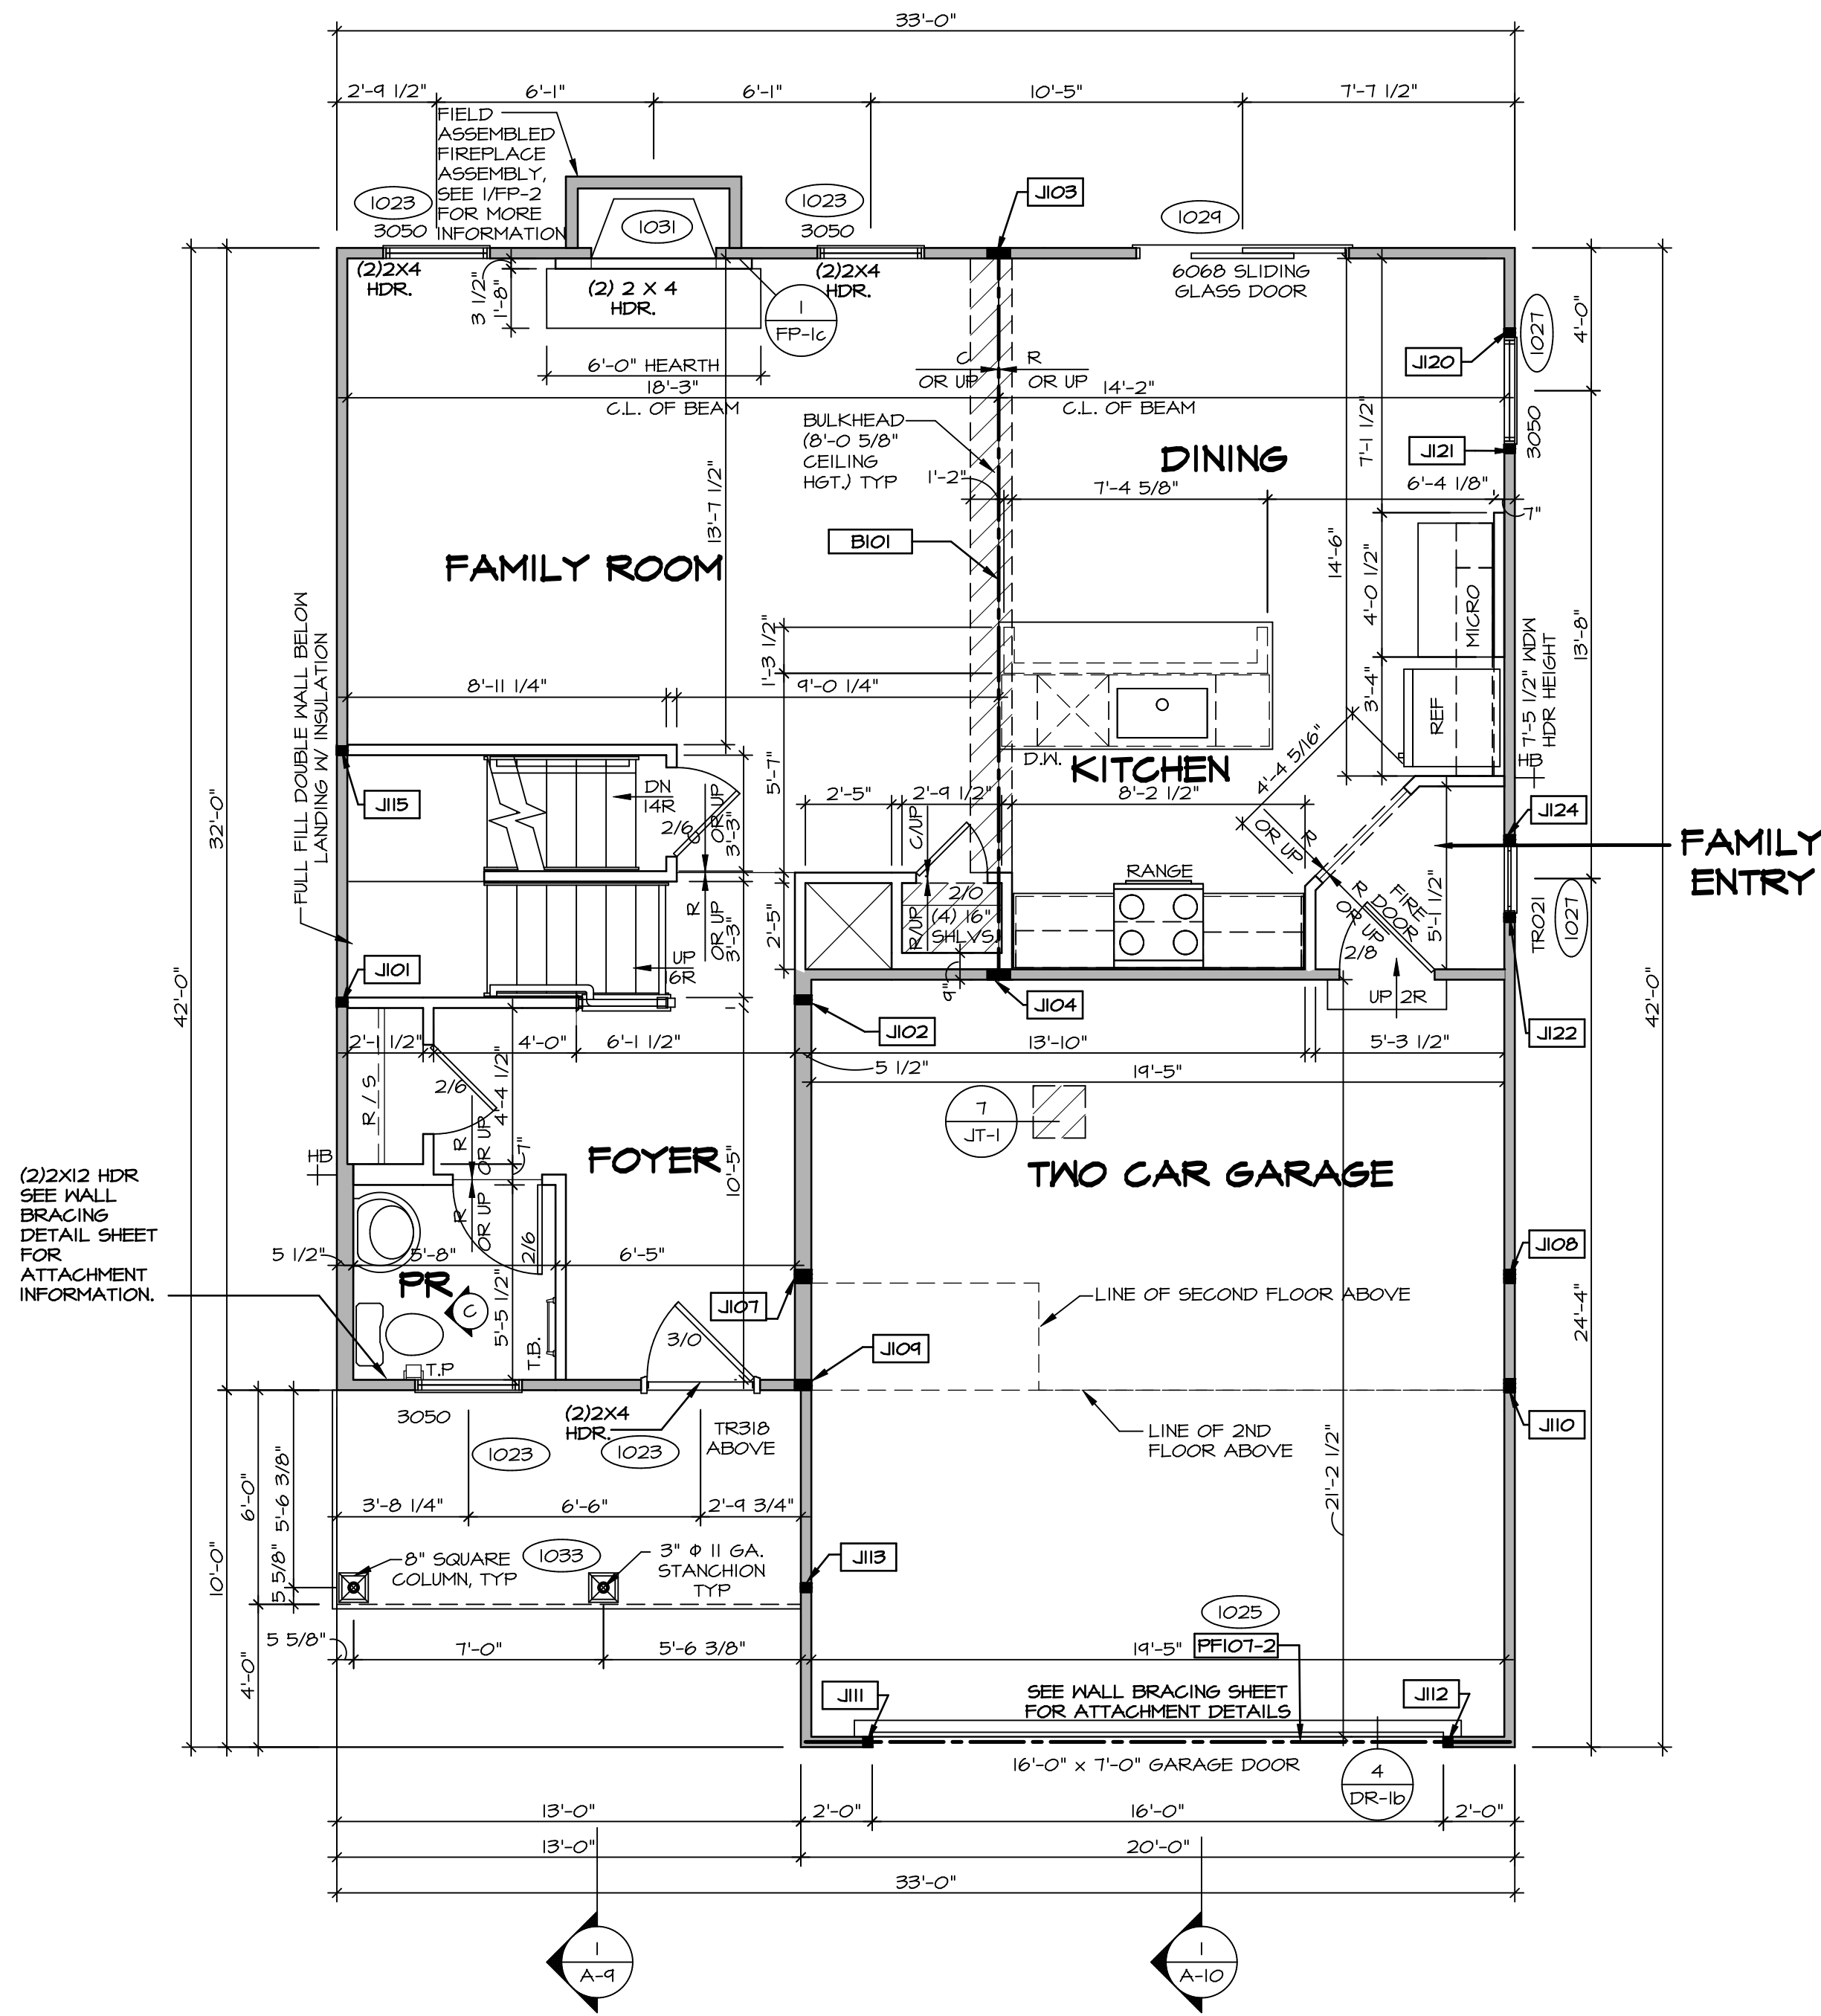 33'-0"
2'-9 1/2"
6'-1"
6'-1"
10'-5"
7'-7 1/2"
FIELD
ASSEMBLED
FIREPLACE
ASSEMBLY,
SEE 1/FP-2
FOR MORE
INFORMATION
1023
3050
1031
1023
3050
J103
1029
(2)2X4
HDR.
3 1/2"
1'-8"
(2) 2 X 4
HDR.
(2)2X4
HDR.
1
FP-1c
6068 SLIDING
GLASS DOOR
J120
1027
4'-0"
6'-0" HEARTH
18'-3"
C.L. OF BEAM
C
OR UP
R
OR UP
14'-2"
C.L. OF BEAM
BULKHEAD
(8'-0 5/8"
CEILING
HGT.) TYP
1'-2"
DINING
7'-1 1/2"
J121
3050
7'-4 5/8"
6'-4 1/8"
7"
13'-7 1/2"
B101
FAMILY ROOM
14'-6"
4'-0 1/2"
MICRO
13'-8"
7'-5 1/2" WDW
HDR HEIGHT
FULL FILL DOUBLE WALL BELOW
LANDING W/ INSULATION
1'-3 1/2"
8'-11 1/4"
9'-0 1/4"
3'-4"
REF
4'-4 5/16"
D.W.
KITCHEN
HB
32'-0"
42'-0"
J115
DN
14R
2/6
C
OR UP
3'-3"
5'-7"
2'-5"
2'-9 1/2"
8'-2 1/2"
C/UP
R
OR UP
J124
FAMILY
ENTRY
RANGE
R
OR UP
FIRE
DOOR
2/8
5'-1 1/2"
TR021
1027
R
OR UP
3'-3"
2'-5"
R/UP
2/0
(4) 16"
SHLVS
9"
J101
UP
6R
J102
J104
UP 2R
J122
42'-0"
2'-1 1/2"
4'-0"
6'-1 1/2"
5 1/2"
13'-10"
5'-3 1/2"
19'-5"
R / S
2/6
4'-4 1/2"
R
OR UP
7"
7
JT-1
HB
FOYER
10'-5"
TWO CAR GARAGE
(2)2X12 HDR
SEE WALL
BRACING
DETAIL SHEET
FOR
ATTACHMENT
INFORMATION.
R
OR UP
2/6
5 1/2"
5'-8"
6'-5"
J108
PR
C
5'-5 1/2"
J107
LINE OF SECOND FLOOR ABOVE
24'-4"
T.P
T.B.
3/0
J109
3050
(2)2X4
HDR.
TR318
ABOVE
1023
1023
LINE OF 2ND
FLOOR ABOVE
J110
21'-2 1/2"
6'-0"
5'-6 3/8"
5 5/8"
10'-0"
3'-8 1/4"
6'-6"
2'-9 3/4"
8" SQUARE
COLUMN, TYP
1033
3" Φ 11 GA.
STANCHION
TYP
J113
1025
PF107-2
5 5/8"
7'-0"
5'-6 3/8"
19'-5"
4'-0"
J111
SEE WALL BRACING SHEET
FOR ATTACHMENT DETAILS
J112
16'-0" x 7'-0" GARAGE DOOR
4
DR-1b
13'-0"
2'-0"
16'-0"
2'-0"
13'-0"
20'-0"
33'-0"
1
A-9
1
A-10